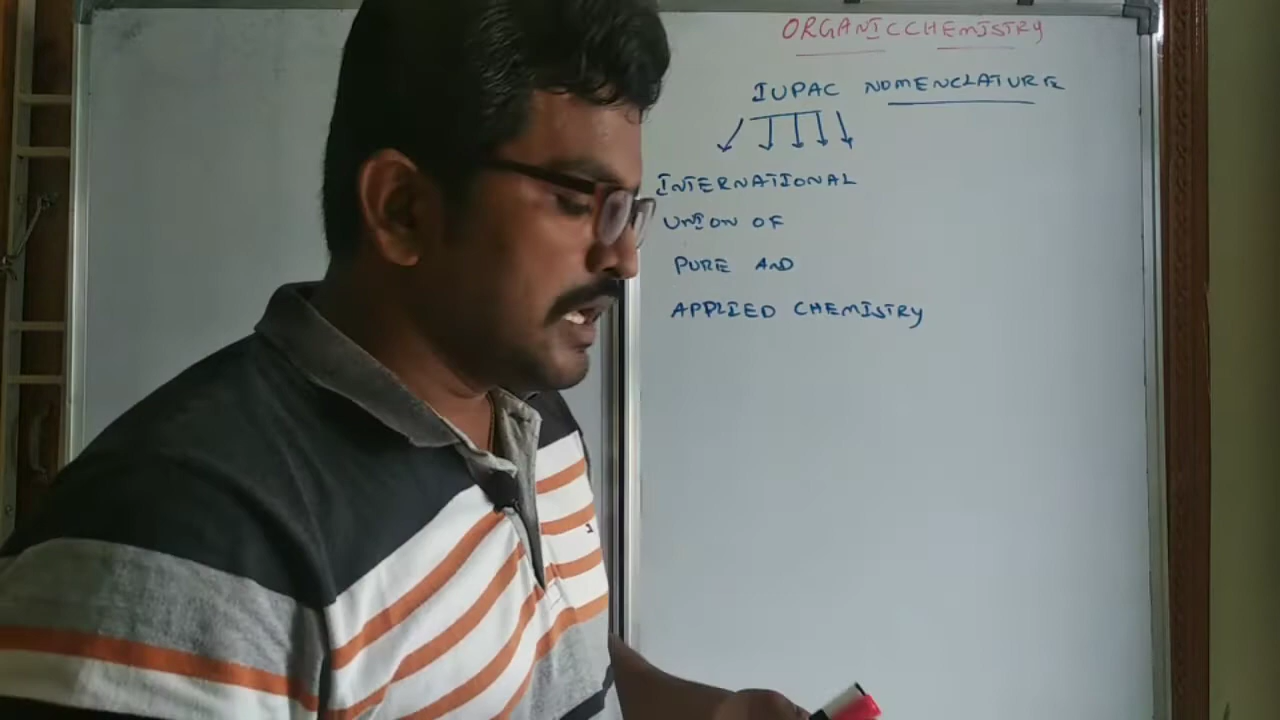 ORGANIC CHEMISTRY
IUPAC NOMENCLATURE
INTERNATIONAL
UNION OF
PURE AND
APPLIED CHEMISTRY